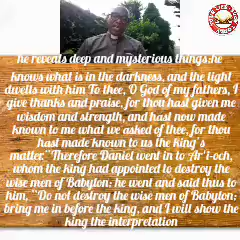 he reveals deep and mysterious things;he
knows what is in the darkness, and the light
dwells with him To thee, O God of my fathers, I
give thanks and praise, for thou hast given me
wisdom and strength, and hast now made
known to me what we asked of thee, for thou
hast made known to us the king's
matter."Therefore Daniel went in to Ar'i-och,
whom the king had appointed to destroy the
wise men of Babylon; he went and said thus to
him, "Do not destroy the wise men of Babylon;
bring me in before the king, and I will show the
king the interpretation